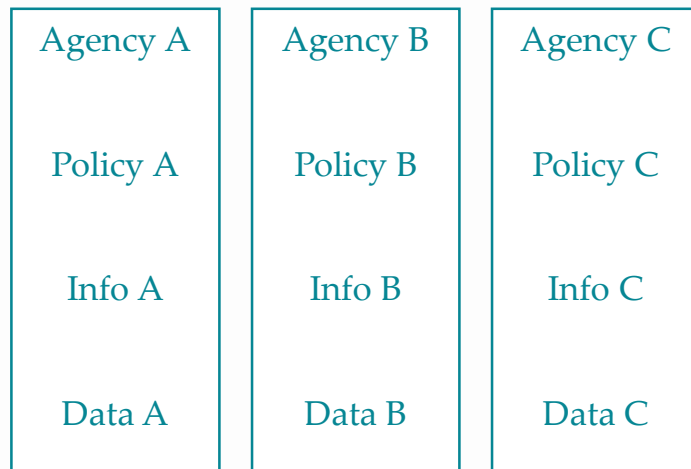 Agency A
Policy A
Info A
Data A
Agency B
Policy B
Info B
Data B
Agency C
Policy C
Info C
Data C